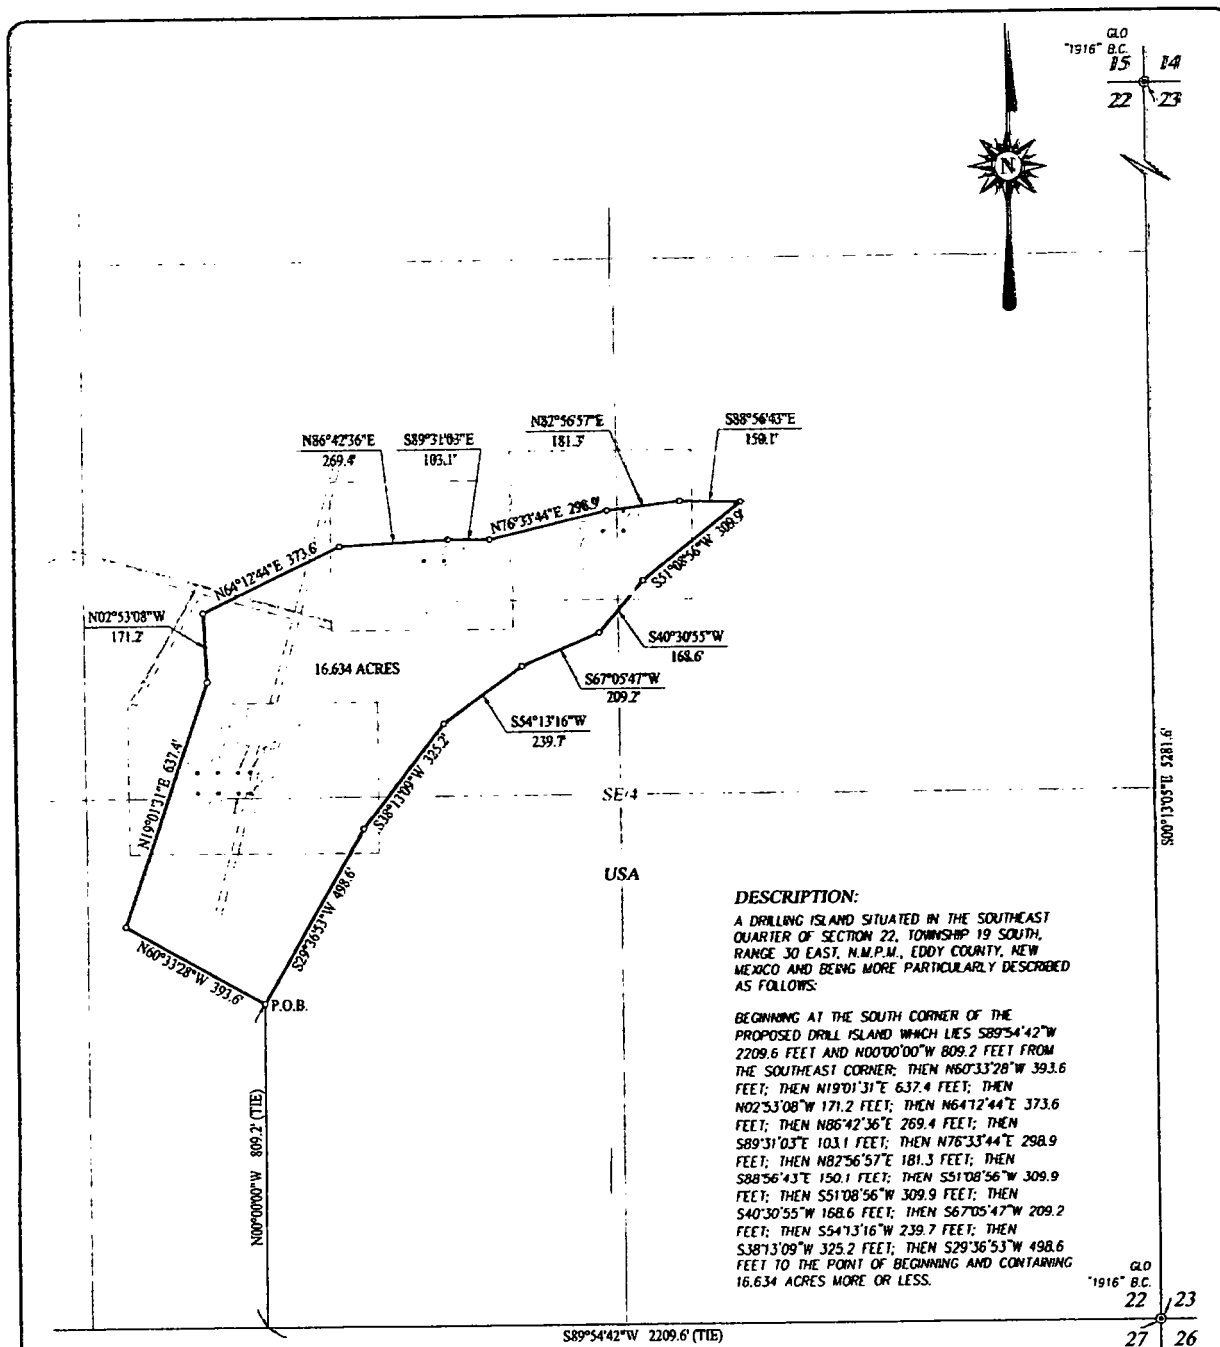 GLO
"1916" B.C.
15 14
22 23
N
N82°56'57"E
181.3'
S88°56'43"E
150.1'
N86°42'36"E
269.4'
S89°31'03"E
103.1'
N76°33'44"E 298.9'
S51°08'56"W 309.9'
N64°12'44"E 373.6'
N02°53'08"W
171.2'
S40°30'55"W
168.6'
16.634 ACRES
S67°05'47"W
209.2'
S54°13'16"W
239.7'
N19°01'31"E 637.4'
S38°13'09"W 325.2'
S00°13'05"E 5281.6'
SE/4
USA
S29°36'53"W 498.6'
N60°33'28"W 393.6'
P.O.B.
N00°00'00"W 809.2' (TIE)
DESCRIPTION:
A DRILLING ISLAND SITUATED IN THE SOUTHEAST
QUARTER OF SECTION 22, TOWNSHIP 19 SOUTH,
RANGE 30 EAST, N.M.P.M., EDDY COUNTY, NEW
MEXICO AND BEING MORE PARTICULARLY DESCRIBED
AS FOLLOWS:
BEGINNING AT THE SOUTH CORNER OF THE
PROPOSED DRILL ISLAND WHICH LIES S89°54'42"W
2209.6 FEET AND N00°00'00"W 809.2 FEET FROM
THE SOUTHEAST CORNER; THEN N60°33'28"W 393.6
FEET; THEN N19°01'31"E 637.4 FEET; THEN
N02°53'08"W 171.2 FEET; THEN N64°12'44"E 373.6
FEET; THEN N86°42'36"E 269.4 FEET; THEN
S89°31'03"E 103.1 FEET; THEN N76°33'44"E 298.9
FEET; THEN N82°56'57"E 181.3 FEET; THEN
S88°56'43"E 150.1 FEET; THEN S51°08'56"W 309.9
FEET; THEN S51°08'56"W 309.9 FEET; THEN
S40°30'55"W 168.6 FEET; THEN S67°05'47"W 209.2
FEET; THEN S54°13'16"W 239.7 FEET; THEN
S38°13'09"W 325.2 FEET; THEN S29°36'53"W 498.6
FEET TO THE POINT OF BEGINNING AND CONTAINING
16.634 ACRES MORE OR LESS.
GLO
"1916" B.C.
22 23
27 26
S89°54'42"W 2209.6' (TIE)